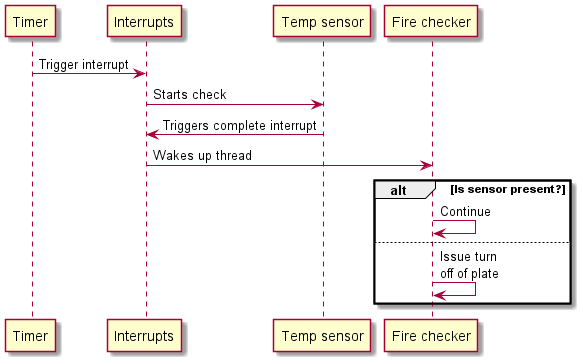 Timer
Interrupts
Temp sensor
Fire checker
Trigger interrupt
Starts check
Triggers complete interrupt
Wakes up thread
alt
[Is sensor present?]
Continue
Issue turn
off of plate
Timer
Interrupts
Temp sensor
Fire checker